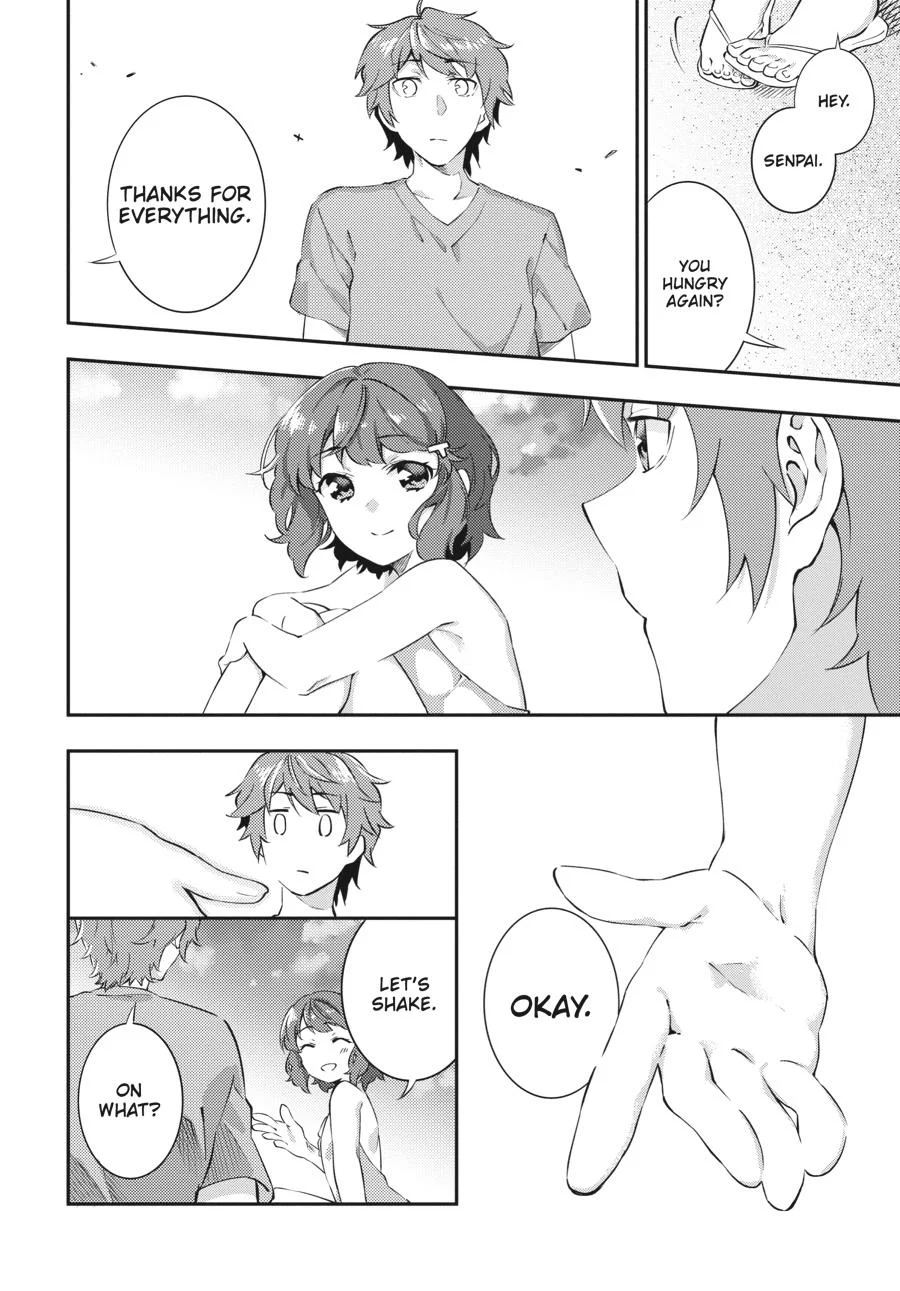 HEY.
SENPAI.
YOU
HUNGRY
AGAIN?
THANKS FOR
EVERYTHING.
OKAY.
LET'S
SHAKE.
ON
WHAT?